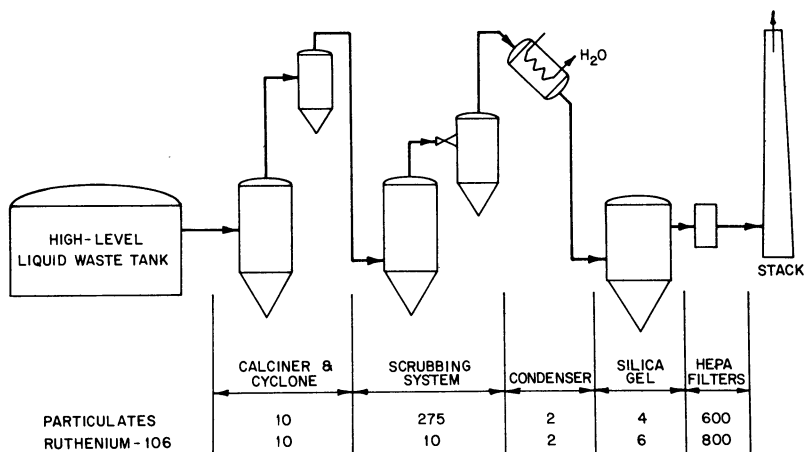 H₂O
HIGH-LEVEL
LIQUID WASTE TANK
STACK
CALCINER &
CYCLONE
SCRUBBING
SYSTEM
CONDENSER
SILICA
GEL
HEPA
FILTERS
PARTICULATES 10 275 2 4 600
RUTHENIUM-106 10 10 2 6 800